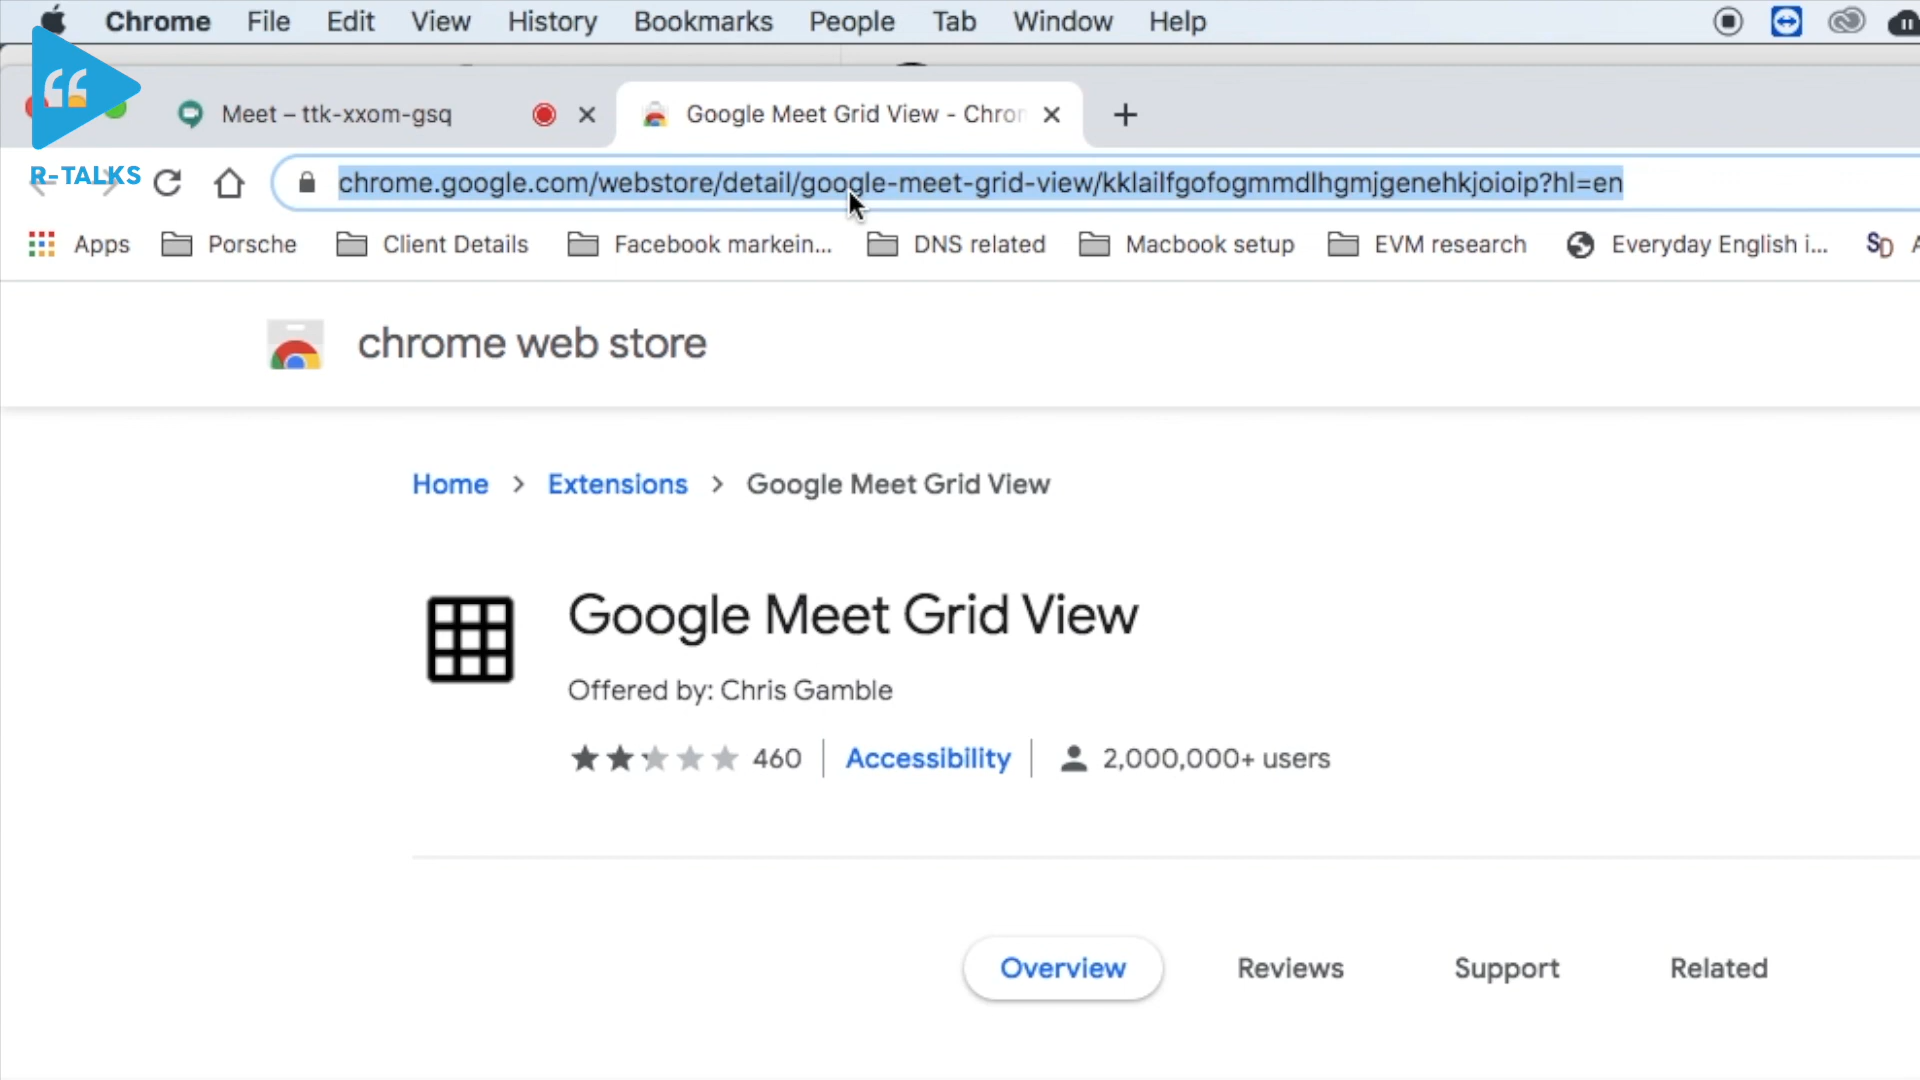 Chrome File Edit View History Bookmarks People Tab Window Help
Meet – ttk-xxom-gsq
Google Meet Grid View - Chrom
R-TALKS
chrome.google.com/webstore/detail/google-meet-grid-view/kklailfgofogmmdlhgmjgenehkjoioip?hl=en
Apps Porsche Client Details Facebook markein... DNS related Macbook setup EVM research Everyday English i... SD A
chrome web store
Home > Extensions > Google Meet Grid View
Google Meet Grid View
Offered by: Chris Gamble
460 Accessibility 2,000,000+ users
Overview Reviews Support Related